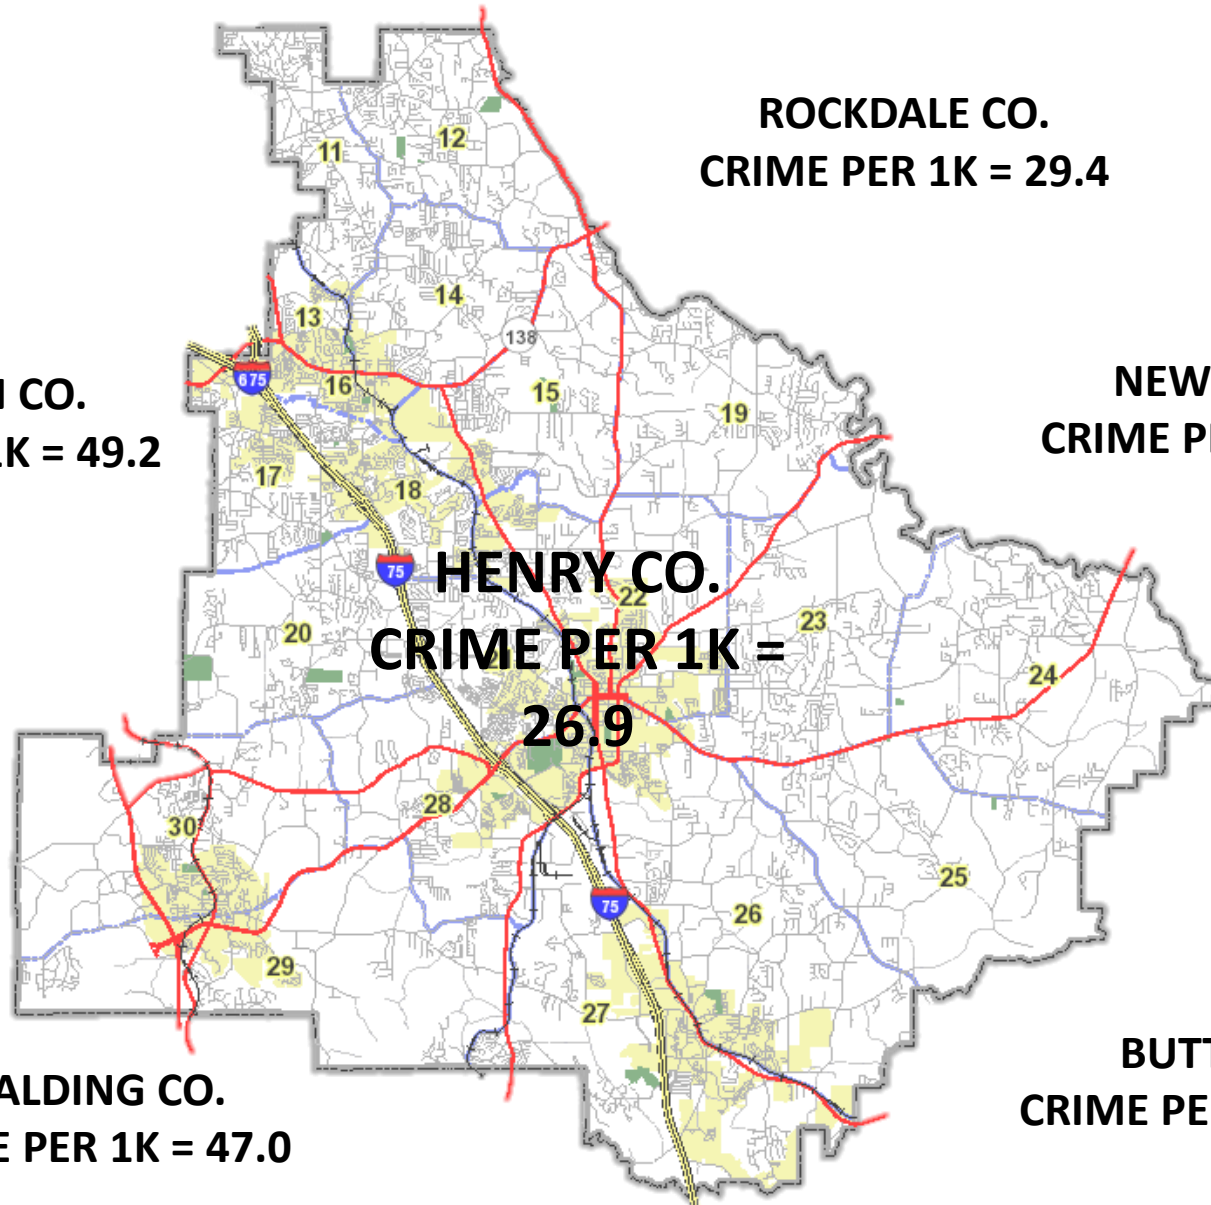 ROCKDALE CO.
CRIME PER 1K = 29.4
12
11
14
13
138
675
16
15
19
CO.
= 49.2
NEW
CRIME
17
18
75
HENRY CO.
CRIME PER 1K =
26.9
22
20
23
24
28
30
25
75
26
29
27
ALDING CO.
PER 1K = 47.0
BUTT
CRIME